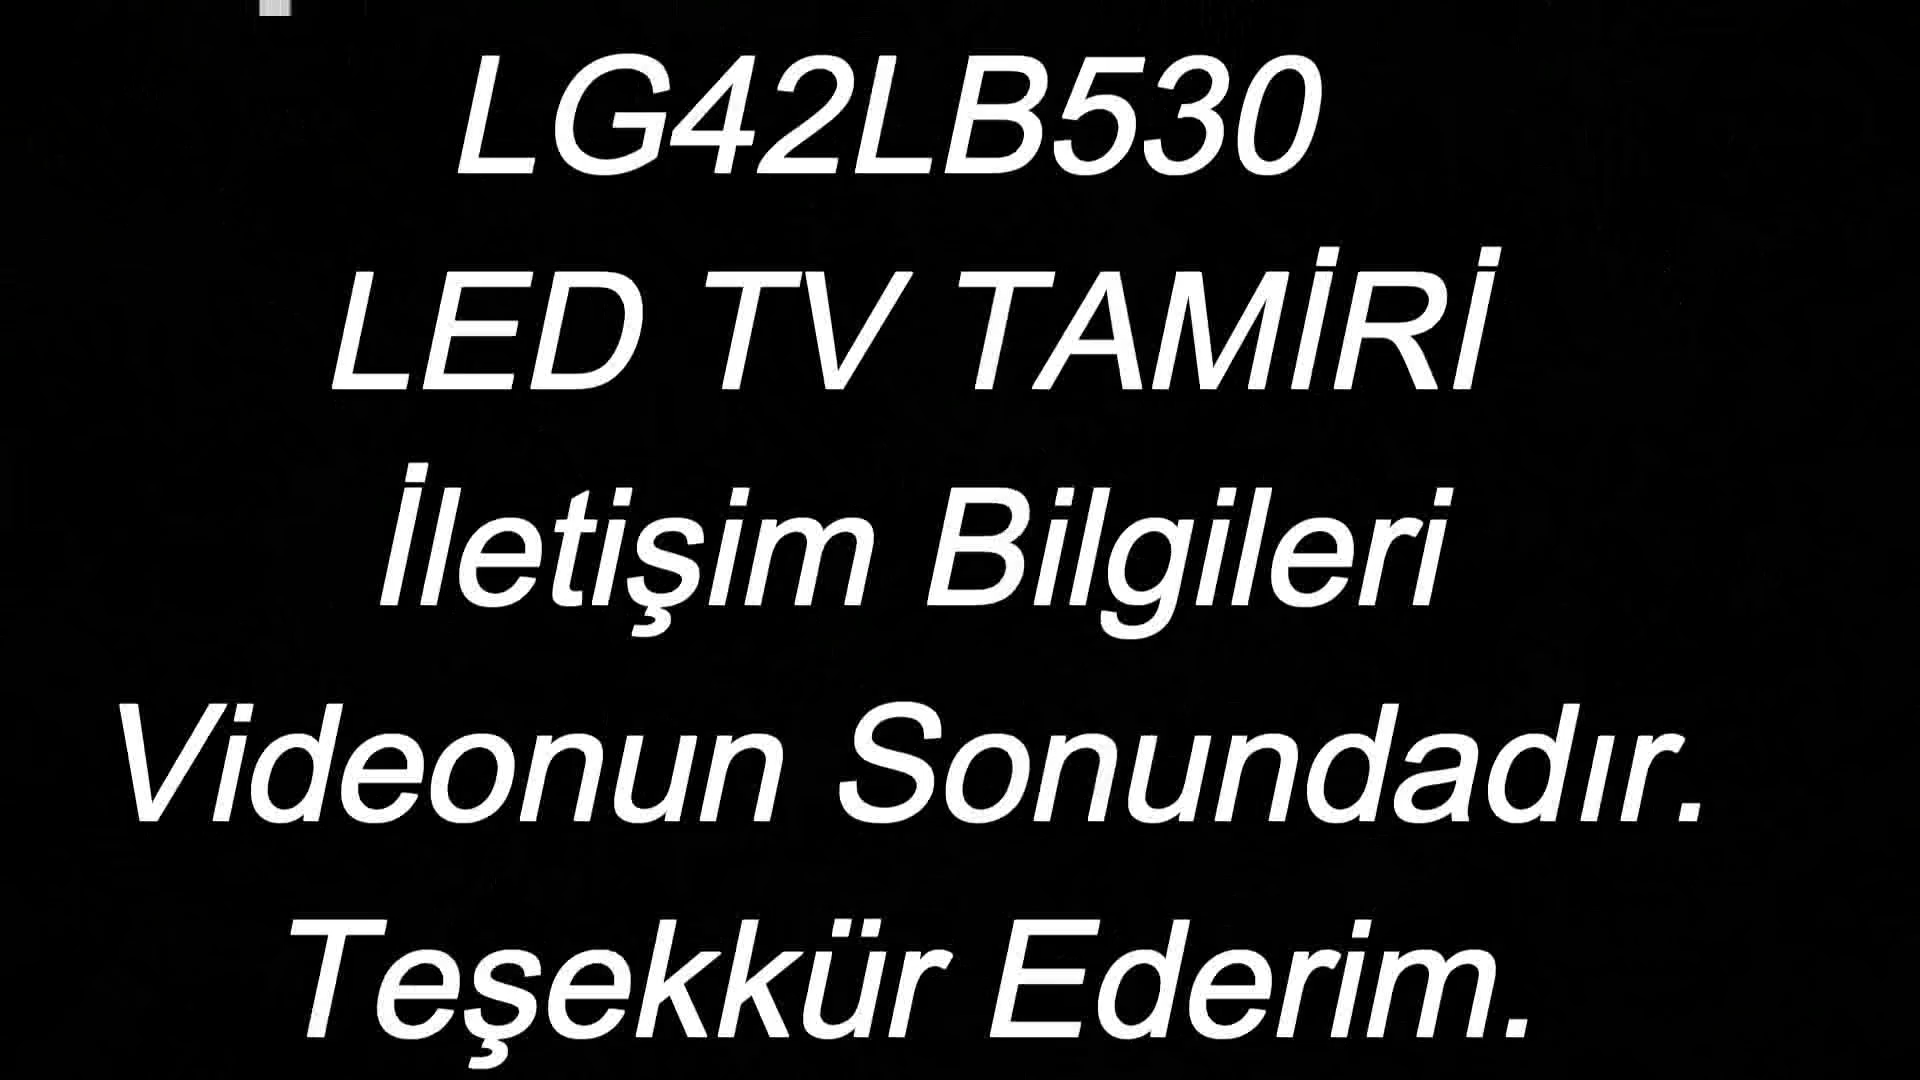 LG42LB530
LED TV TAMİRİ
İletişim Bilgileri
Videonun Sonundadır.
Teşekkür Ederim.